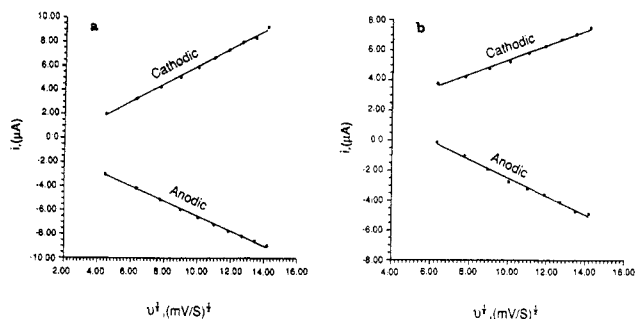 a
10.00
8.00
6.00
4.00
2.00
0.0
-2.00
-4.00
-6.00
-8.00
-10.00
i,(μA)
Cathodic
Anodic
2.00 4.00 6.00 8.00 10.00 12.00 14.00 16.00
υ½,(mV/S)½
b
8.00
6.00
4.00
2.00
0.0
-2.00
-4.00
-6.00
-8.00
i,(μA)
Cathodic
Anodic
4.00 6.00 8.00 10.00 12.00 14.00 16.00
υ½,(mV/S)½